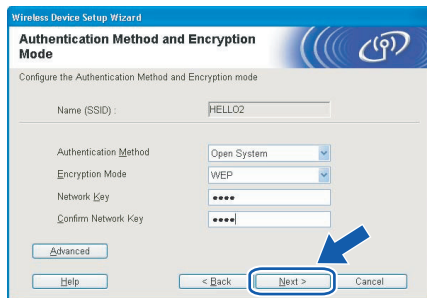 Wireless Device Setup Wizard
Authentication Method and Encryption
Mode
Configure the Authentication Method and Encryption mode
Name (SSID) : HELLO2
Authentication Method Open System
Encryption Mode WEP
Network Key ••••
Confirm Network Key ••••
Advanced
Help < Back Next > Cancel